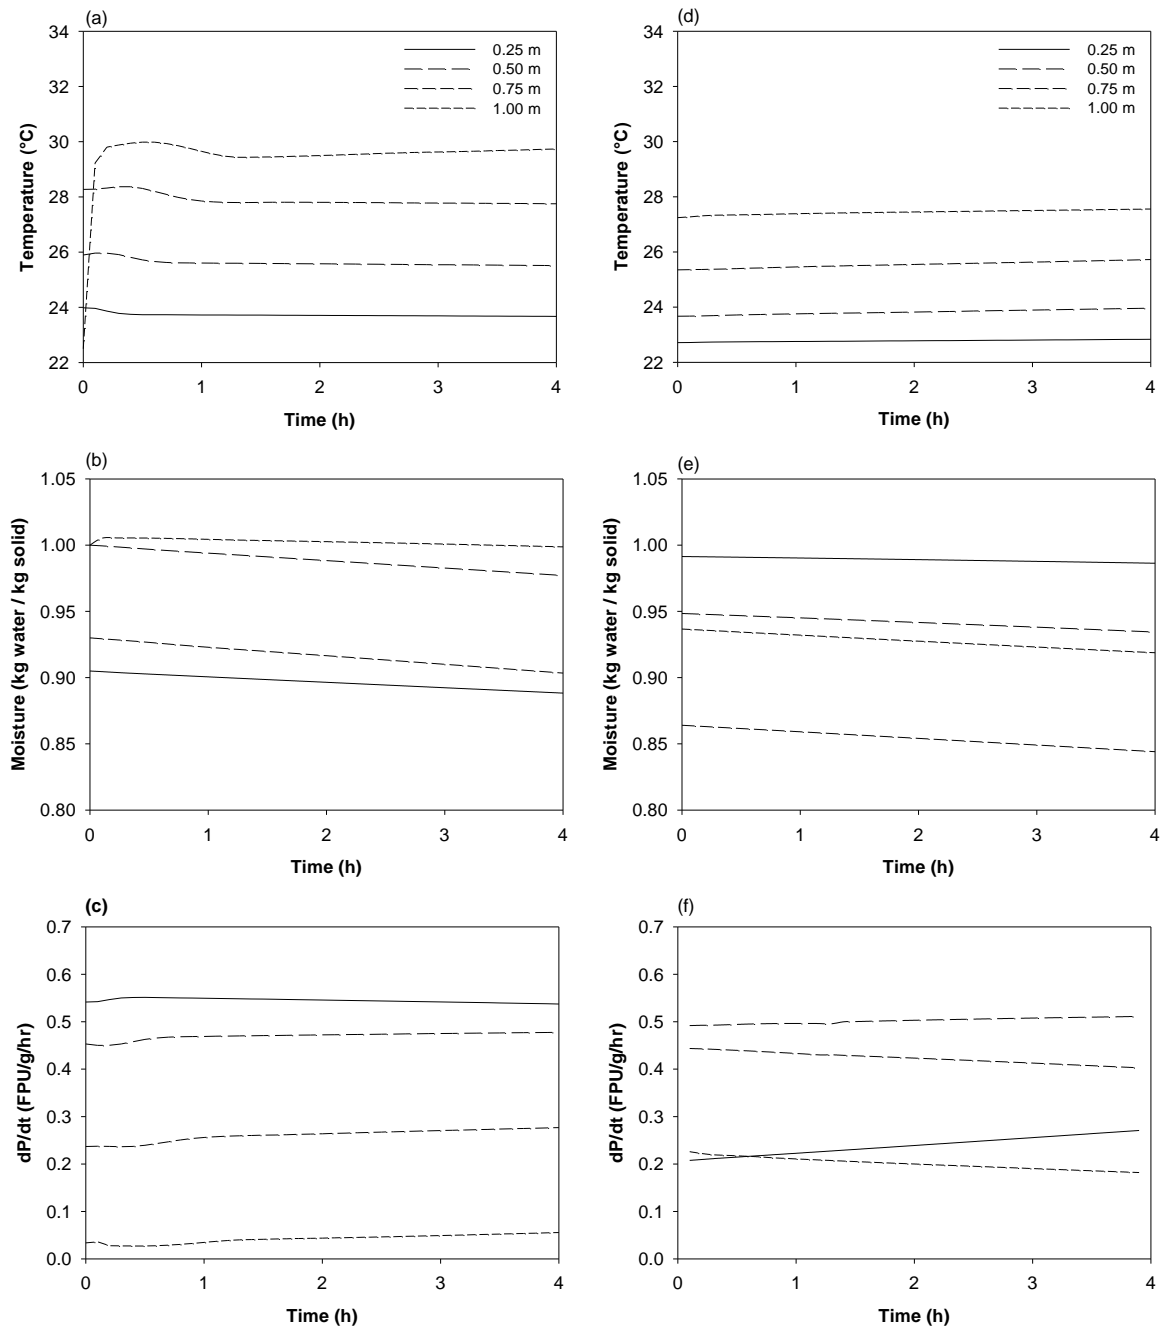 (a)
34
32
30
28
26
24
22
Temperature (°C)
0.25 m
0.50 m
0.75 m
1.00 m
0 1 2 3 4
Time (h)
(d)
34
32
30
28
26
24
22
Temperature (°C)
0.25 m
0.50 m
0.75 m
1.00 m
0 1 2 3 4
Time (h)
(b)
1.05
1.00
0.95
0.90
0.85
0.80
Moisture (kg water / kg solid)
0 1 2 3 4
Time (h)
(e)
1.05
1.00
0.95
0.90
0.85
0.80
Moisture (kg water / kg solid)
0 1 2 3 4
Time (h)
(c)
0.7
0.6
0.5
0.4
0.3
0.2
0.1
0.0
dP/dt (FPU/g/hr)
0 1 2 3 4
Time (h)
(f)
0.7
0.6
0.5
0.4
0.3
0.2
0.1
0.0
dP/dt (FPU/g/hr)
0 1 2 3 4
Time (h)